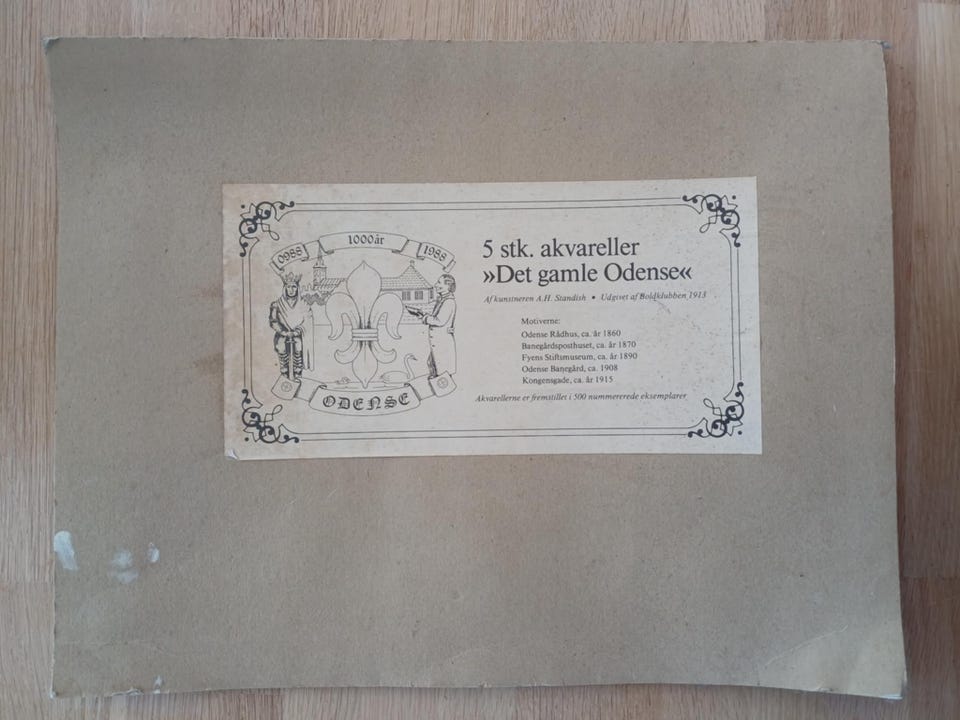 0988 1000 år 1988
ODENSE
5 stk. akvareller
»Det gamle Odense«
Af kunstneren A.H. Standish • Udgivet af Boldklubben 1913
Motiverne:
Odense Rådhus, ca. år 1860
Banegårdsposthuset, ca. år 1870
Fyens Stiftsmuseum, ca. år 1890
Odense Banegård, ca. 1908
Kongensgade, ca. år 1915
Akvarellerne er fremstillet i 500 nummererede eksemplarer